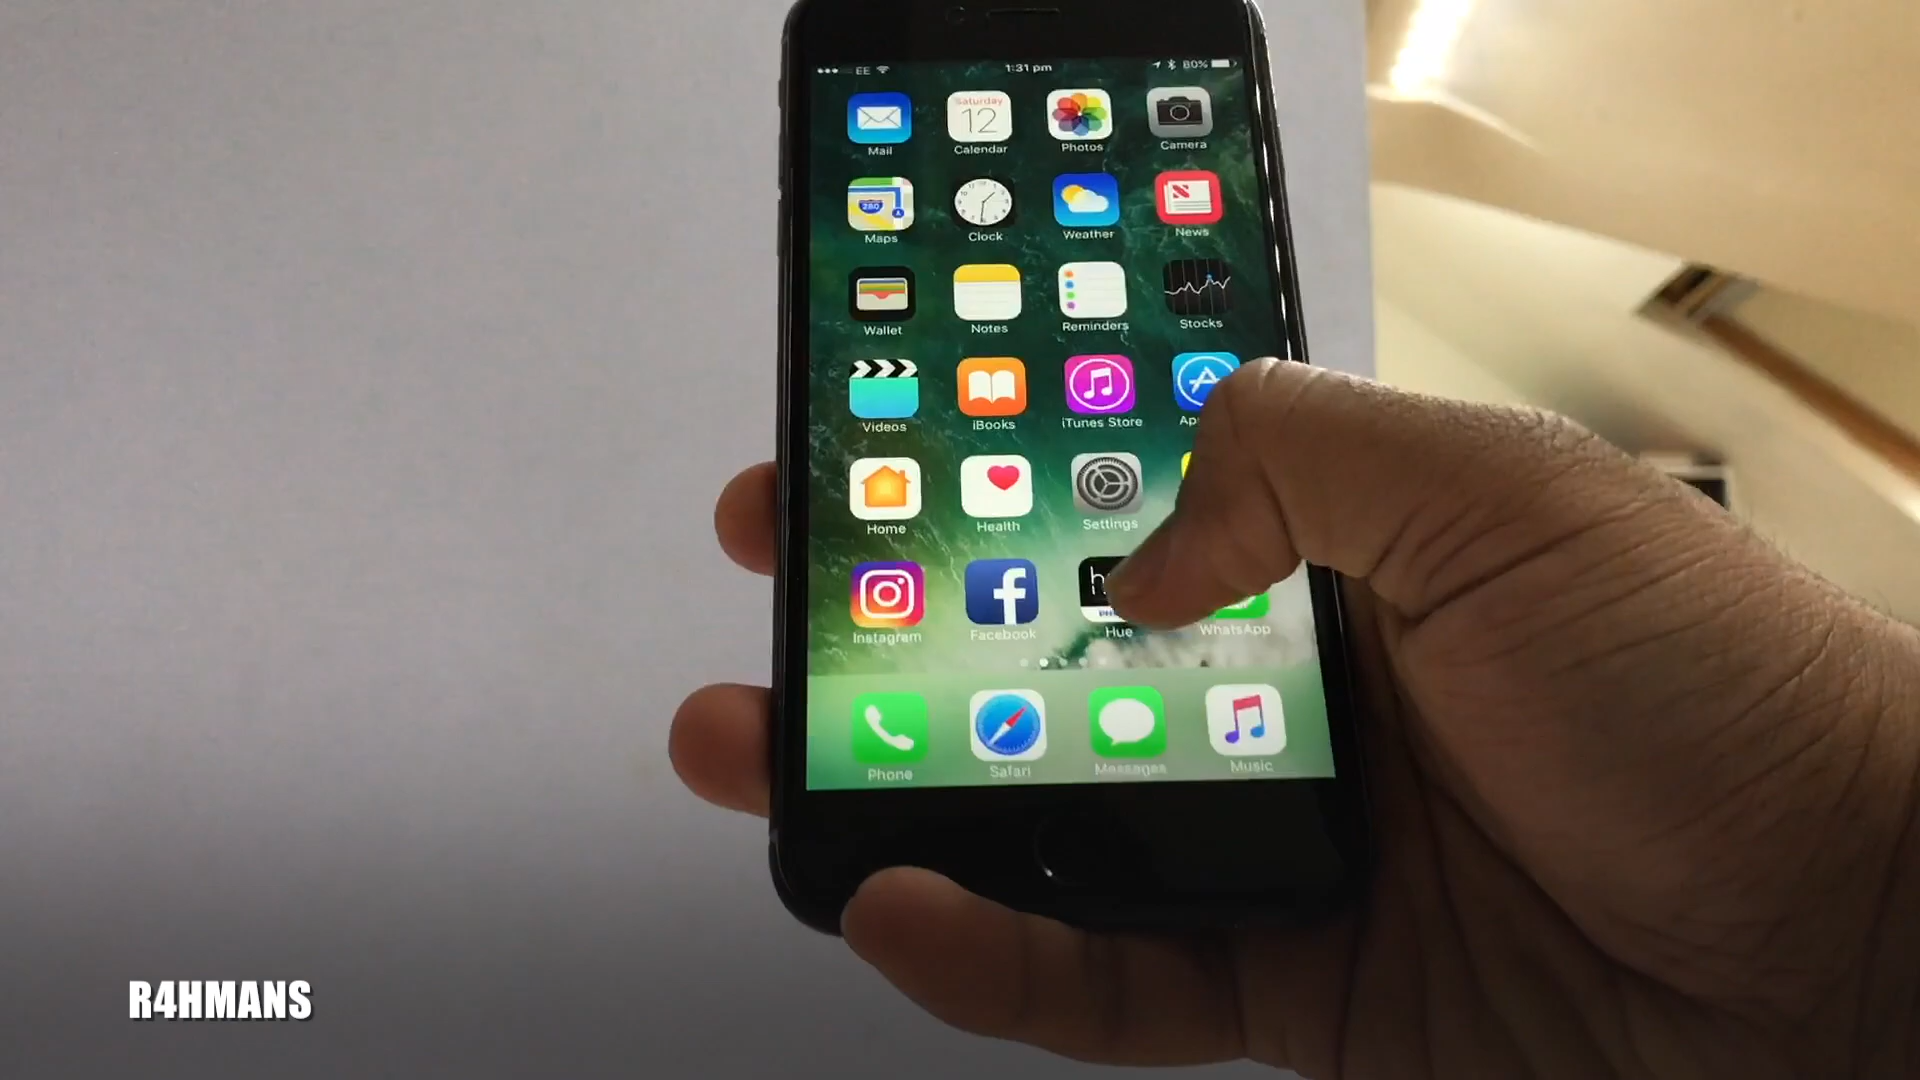 EE 1:31 pm 80%
Saturday
12
Mail Calendar Photos Camera
280
Maps Clock Weather News
Wallet Notes Reminders Stocks
Videos iBooks iTunes Store
Home Health Settings
Instagram Facebook Hue WhatsApp
Phone Safari Messages Music
R4HMANS